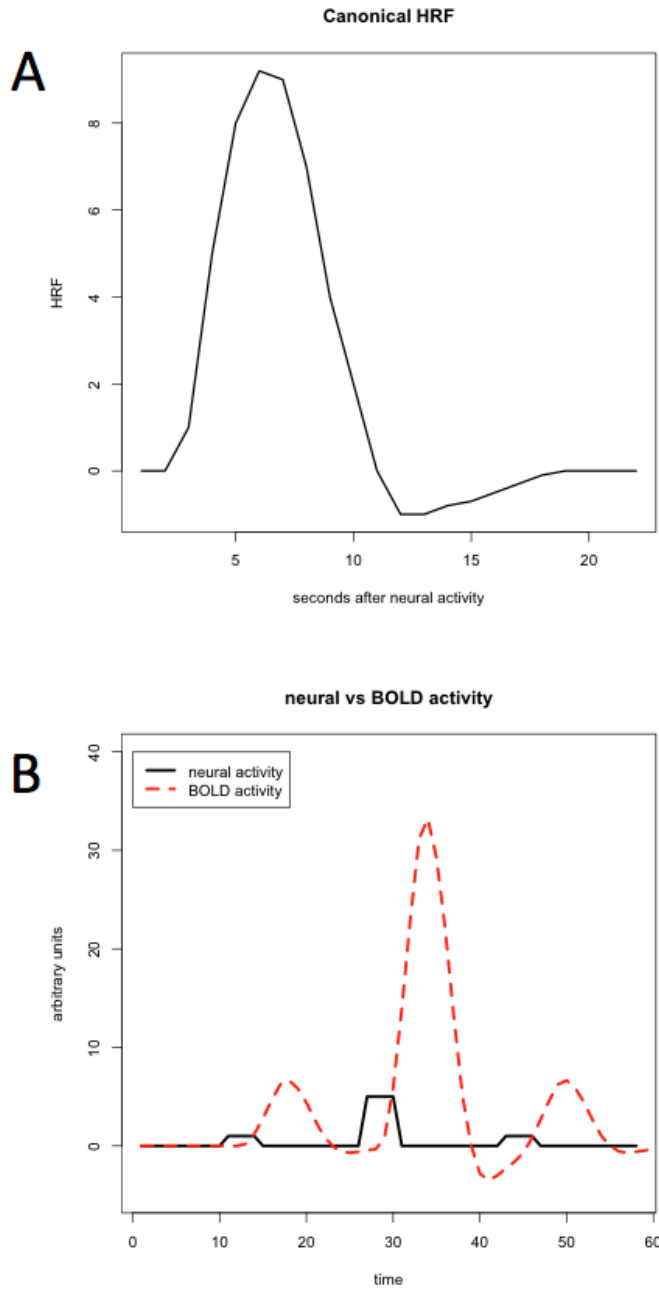 Canonical HRF
A
8
6
4
2
0
HRF
5
10
15
20
seconds after neural activity
neural vs BOLD activity
B
neural activity
BOLD activity
40
30
20
10
0
arbitrary units
0
10
20
30
40
50
60
time